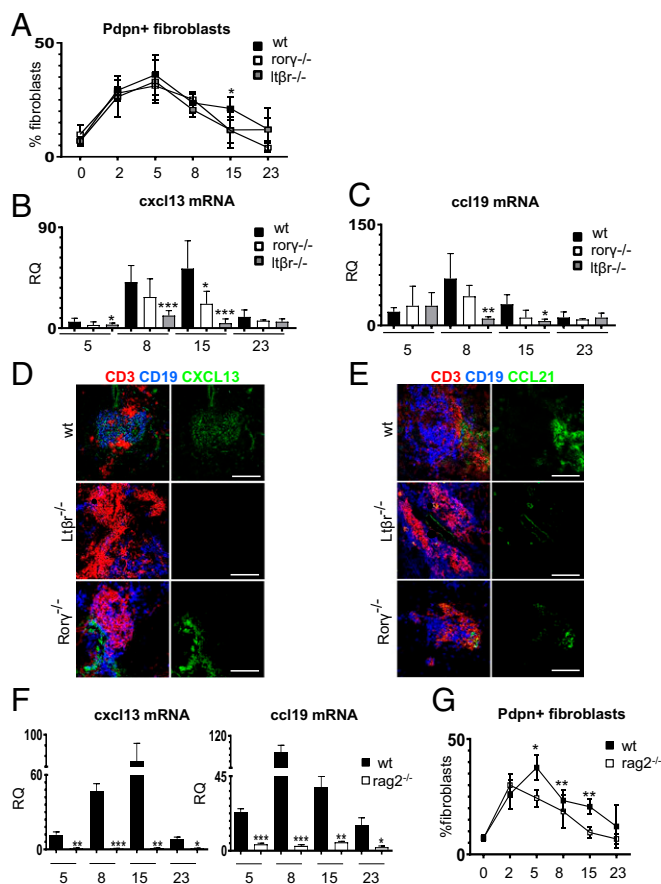 A
Pdpn+ fibroblasts
wt
rorγ-/-
ltβr-/-
% fibroblasts
50
0
*
0 2 5 8 15 23
B
cxcl13 mRNA
wt
rorγ-/-
ltβr-/-
RQ
90
0
* *** * ***
5 8 15 23
C
ccl19 mRNA
wt
rorγ-/-
ltβr-/-
RQ
150
0
** *
5 8 15 23
D
CD3 CD19 CXCL13
wt
Ltβr-/-
Rorγ-/-
E
CD3 CD19 CCL21
wt
Ltβr-/-
Rorγ-/-
F
cxcl13 mRNA
RQ
100
60
60
0
** *** ** *
5 8 15 23
ccl19 mRNA
wt
rag2-/-
RQ
120
45
45
0
*** *** ** *
5 8 15 23
G
Pdpn+ fibroblasts
wt
rag2-/-
%fibroblasts
50
0
* ** **
0 2 5 8 15 23